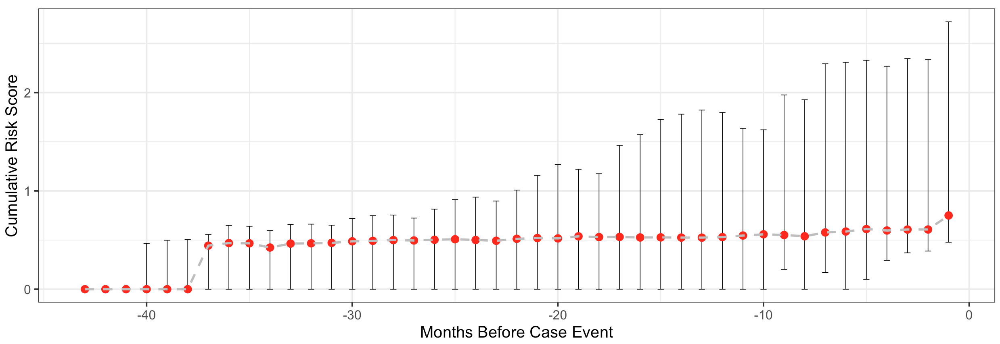 Cumulative Risk Score
2
1
0
-40 -30 -20 -10 0
Months Before Case Event